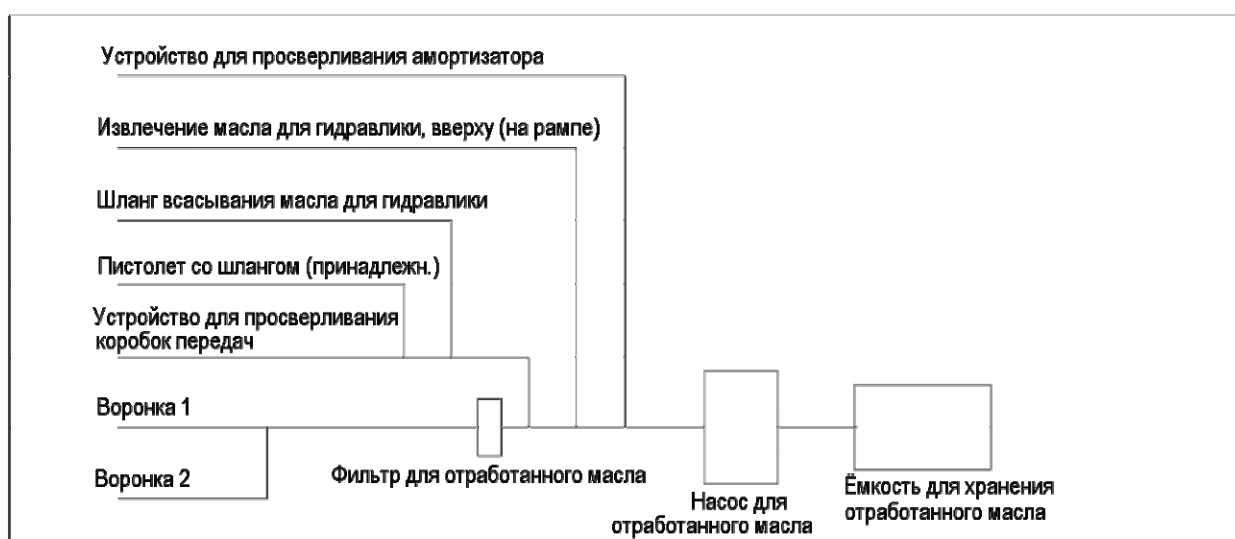 Устройство для просверливания амортизатора
Извлечение масла для гидравлики, вверху (на рампе)
Шланг всасывания масла для гидравлики
Пистолет со шлангом (принадлежн.)
Устройство для просверливания
коробок передач
Воронка 1
Воронка 2
Фильтр для отработанного масла
Насос для
отработанного масла
Ёмкость для хранения
отработанного масла